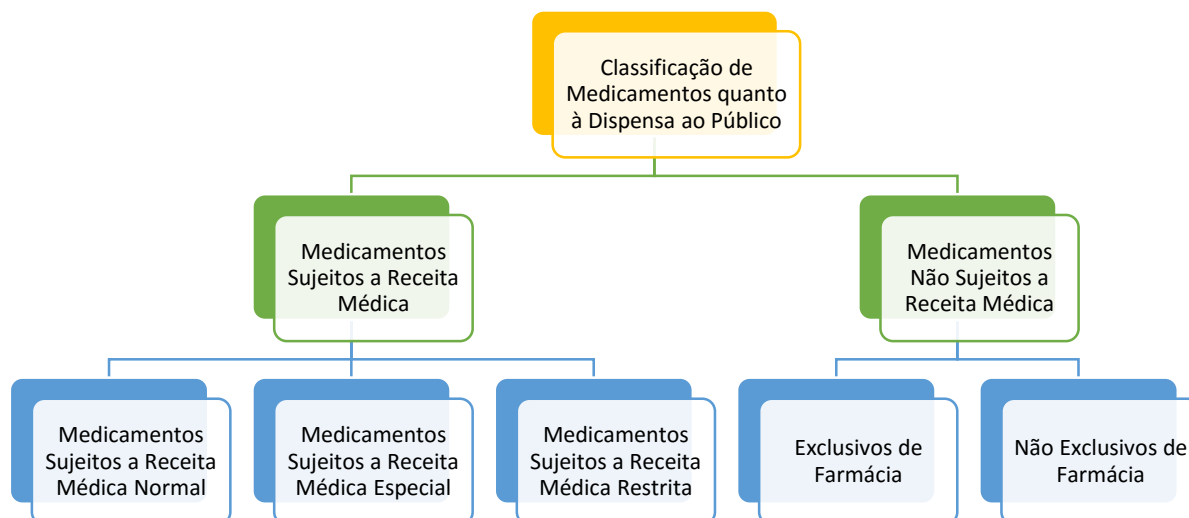 Classificação de
Medicamentos quanto
à Dispensa ao Público
Medicamentos
Sujeitos a Receita
Médica
Medicamentos
Não Sujeitos a
Receita Médica
Medicamentos
Sujeitos a Receita
Médica Normal
Medicamentos
Sujeitos a Receita
Médica Especial
Medicamentos
Sujeitos a Receita
Médica Restrita
Exclusivos de
Farmácia
Não Exclusivos de
Farmácia